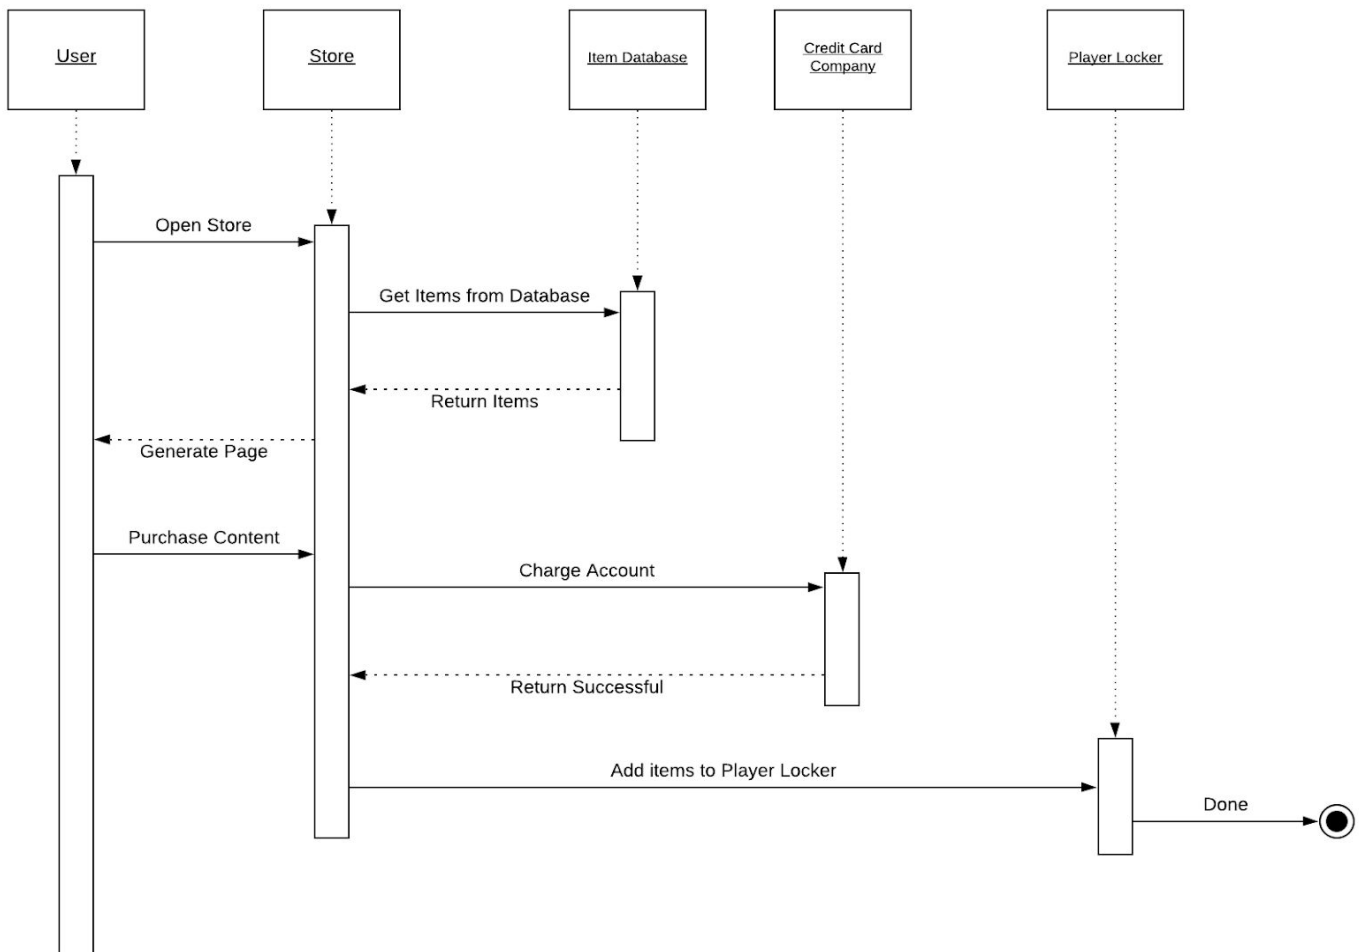 User
Store
Item Database
Credit Card
Company
Player Locker
Open Store
Get Items from Database
Return Items
Generate Page
Purchase Content
Charge Account
Return Successful
Add items to Player Locker
Done